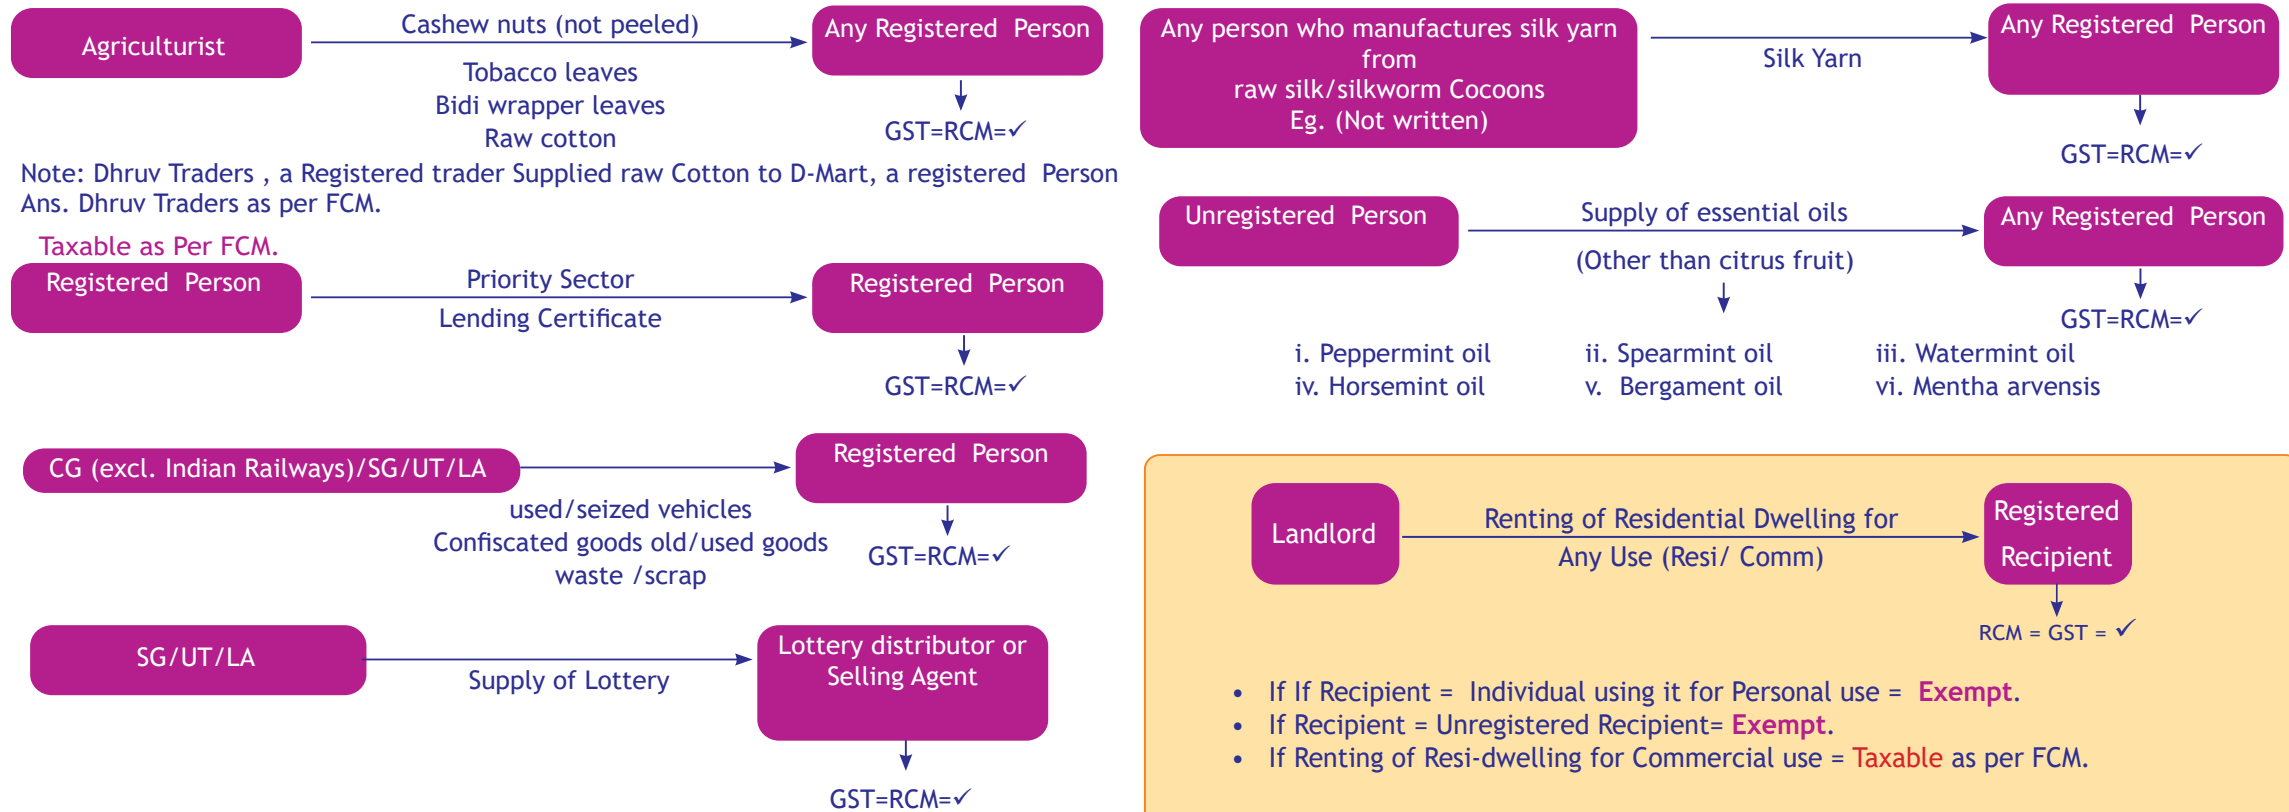 Agriculturist
Cashew nuts (not peeled)
Tobacco leaves
Bidi wrapper leaves
Raw cotton
Any Registered Person
GST=RCM=✓
Note: Dhruv Traders , a Registered trader Supplied raw Cotton to D-Mart, a registered Person
Ans. Dhruv Traders as per FCM.
Taxable as Per FCM.
Registered Person
Priority Sector
Lending Certificate
Registered Person
GST=RCM=✓
CG (excl. Indian Railways)/SG/UT/LA
used/seized vehicles
Confiscated goods old/used goods
waste /scrap
Registered Person
GST=RCM=✓
SG/UT/LA
Supply of Lottery
Lottery distributor or
Selling Agent
GST=RCM=✓
Any person who manufactures silk yarn
from
raw silk/silkworm Cocoons
Eg. (Not written)
Silk Yarn
Any Registered Person
GST=RCM=✓
Unregistered Person
Supply of essential oils
(Other than citrus fruit)
Any Registered Person
GST=RCM=✓
i. Peppermint oil ii. Spearmint oil iii. Watermint oil
iv. Horsemint oil v. Bergament oil vi. Mentha arvensis
Landlord
Renting of Residential Dwelling for
Any Use (Resi/ Comm)
Registered
Recipient
RCM = GST = ✓
• If If Recipient = Individual using it for Personal use = Exempt.
• If Recipient = Unregistered Recipient= Exempt.
• If Renting of Resi-dwelling for Commercial use = Taxable as per FCM.